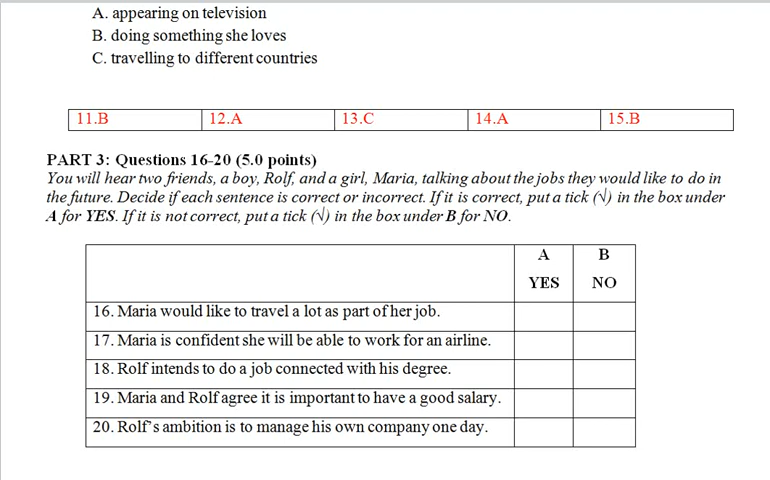 A. appearing on television
B. doing something she loves
C. travelling to different countries
11.B 12.A 13.C 14.A 15.B
PART 3: Questions 16-20 (5.0 points)
You will hear two friends, a boy, Rolf, and a girl, Maria, talking about the jobs they would like to do in
the future. Decide if each sentence is correct or incorrect. If it is correct, put a tick (√) in the box under
A for YES. If it is not correct, put a tick (√) in the box under B for NO.
A B
YES NO
16. Maria would like to travel a lot as part of her job.
17. Maria is confident she will be able to work for an airline.
18. Rolf intends to do a job connected with his degree.
19. Maria and Rolf agree it is important to have a good salary.
20. Rolf's ambition is to manage his own company one day.